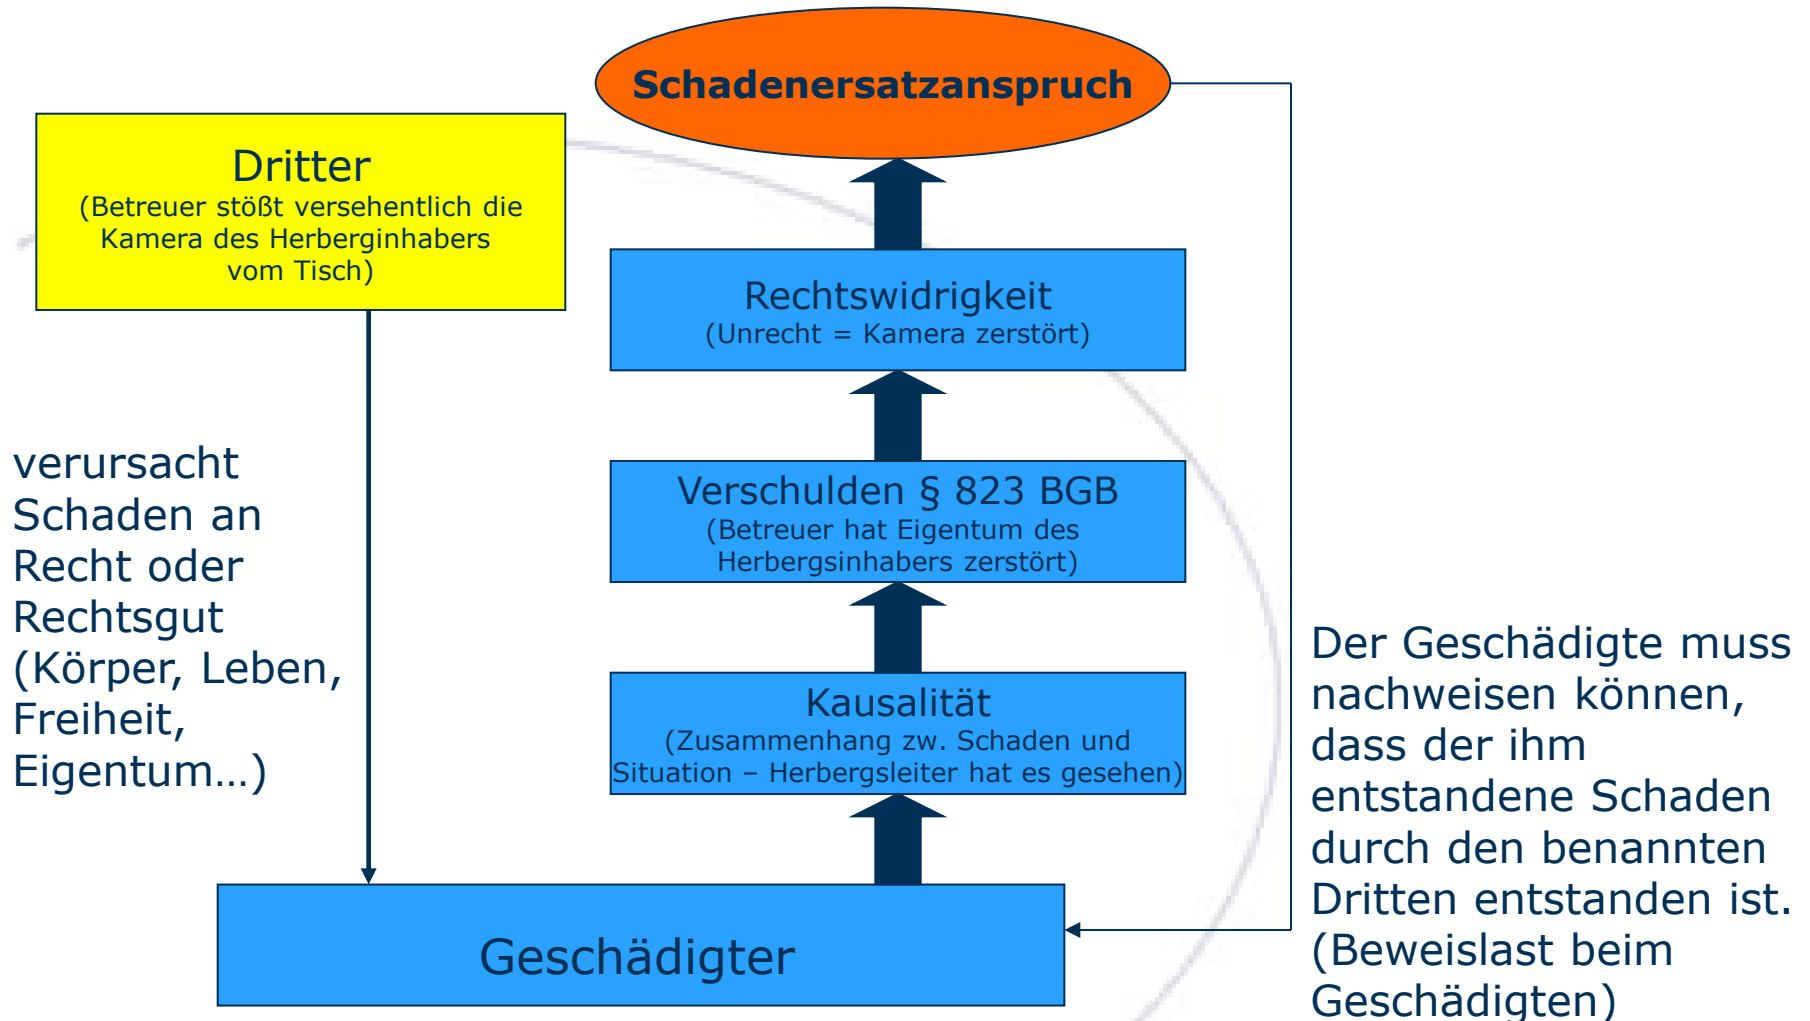 Schadenersatzanspruch
Dritter
(Betreuer stößt versehentlich die
Kamera des Herberginhabers
vom Tisch)
Rechtswidrigkeit
(Unrecht = Kamera zerstört)
verursacht
Schaden an
Recht oder
Rechtsgut
(Körper, Leben,
Freiheit,
Eigentum…)
Verschulden § 823 BGB
(Betreuer hat Eigentum des
Herbergsinhabers zerstört)
Kausalität
(Zusammenhang zw. Schaden und
Situation – Herbergsleiter hat es gesehen)
Geschädigter
Der Geschädigte muss
nachweisen können,
dass der ihm
entstandene Schaden
durch den benannten
Dritten entstanden ist.
(Beweislast beim
Geschädigten)